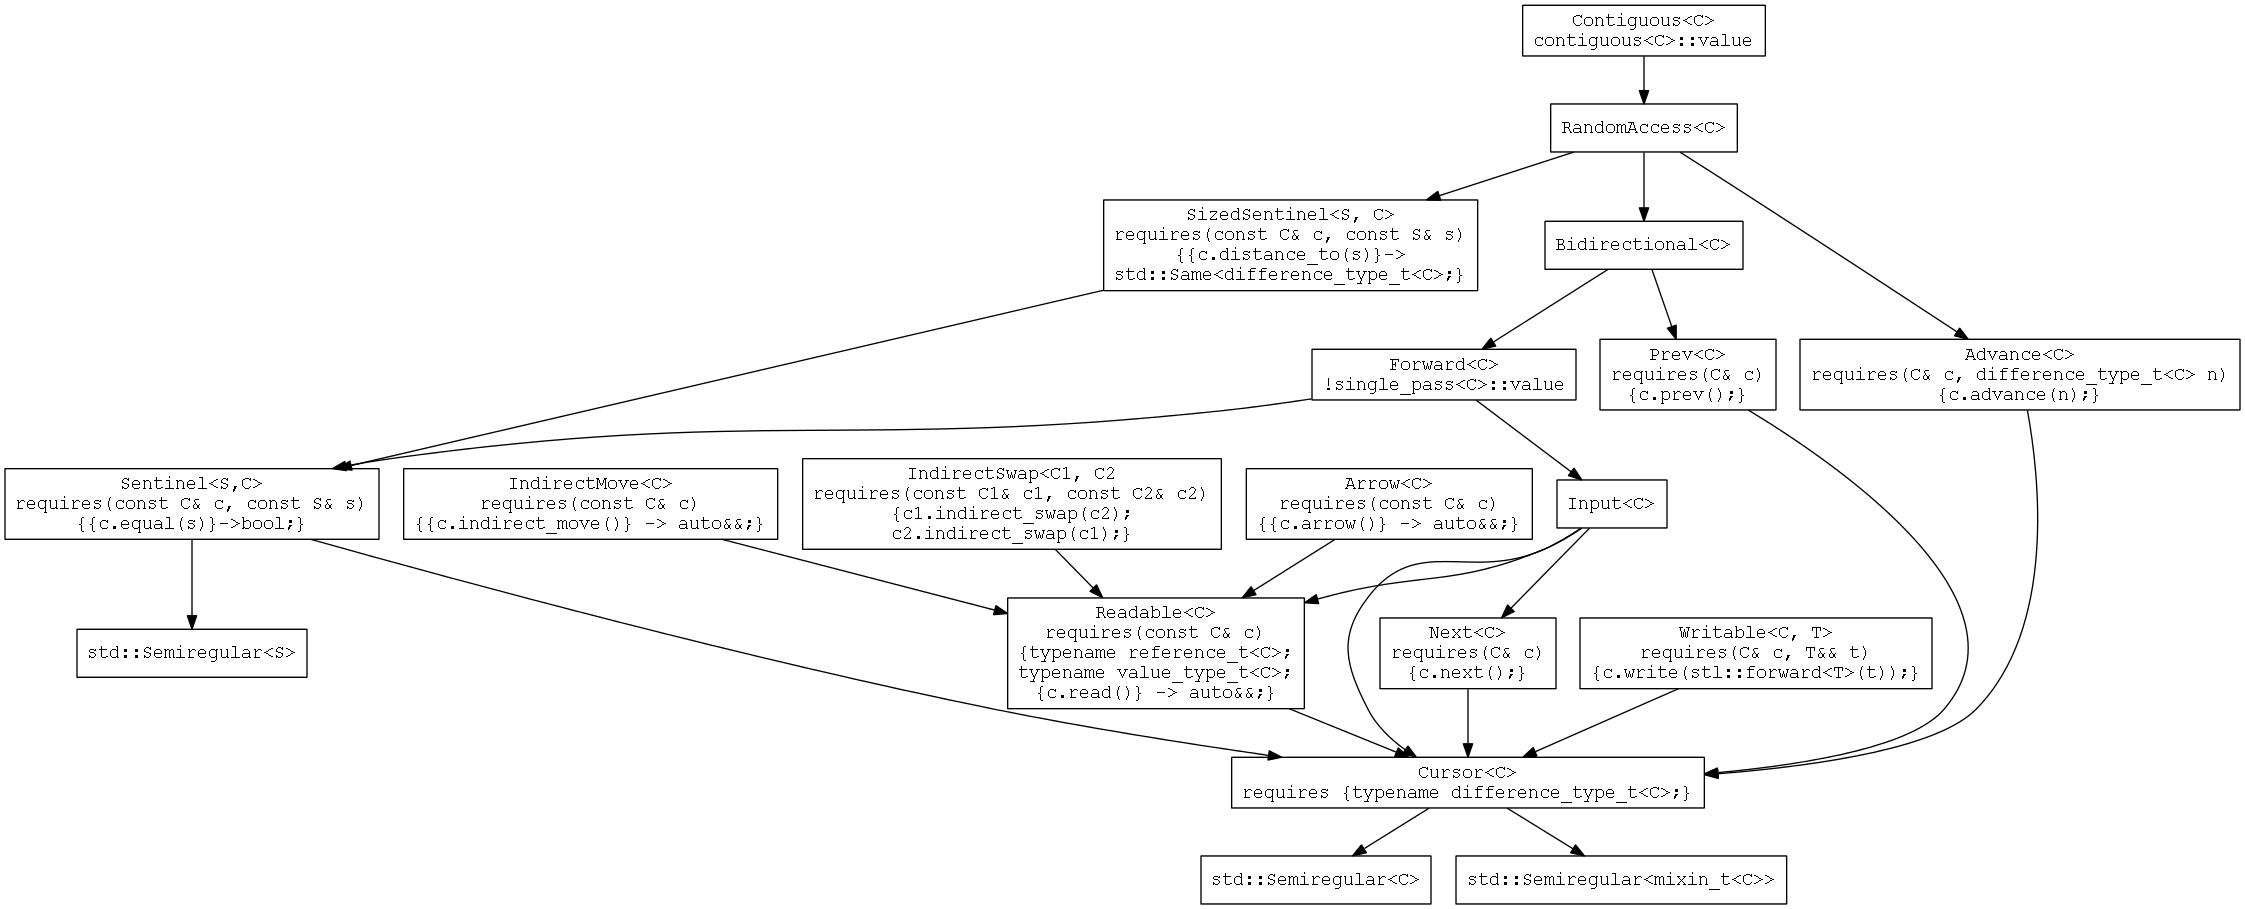 Contiguous<C>
contiguous<C>::value
RandomAccess<C>
SizedSentinel<S, C>
requires(const C& c, const S& s)
{{c.distance_to(s)}->
std::Same<difference_type_t<C>;}
Bidirectional<C>
Forward<C>
!single_pass<C>::value
Prev<C>
requires(C& c)
{c.prev();}
Advance<C>
requires(C& c, difference_type_t<C> n)
{c.advance(n);}
Sentinel<S,C>
requires(const C& c, const S& s)
{{c.equal(s)}->bool;}
IndirectMove<C>
requires(const C& c)
{{c.indirect_move()} -> auto&&;}
IndirectSwap<C1, C2
requires(const C1& c1, const C2& c2)
{c1.indirect_swap(c2);
c2.indirect_swap(c1);}
Arrow<C>
requires(const C& c)
{{c.arrow()} -> auto&&;}
Input<C>
std::Semiregular<S>
Readable<C>
requires(const C& c)
{typename reference_t<C>;
typename value_type_t<C>;
{c.read()} -> auto&&;}
Next<C>
requires(C& c)
{c.next();}
Writable<C, T>
requires(C& c, T&& t)
{c.write(stl::forward<T>(t));}
Cursor<C>
requires {typename difference_type_t<C>;}
std::Semiregular<C>
std::Semiregular<mixin_t<C>>